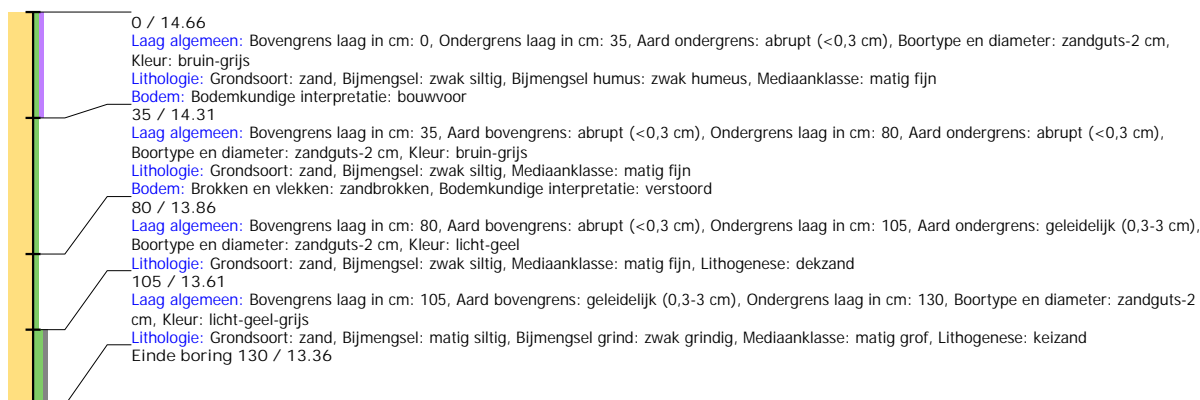 0 / 14.66
Laag algemeen: Bovengrens laag in cm: 0, Ondergrens laag in cm: 35, Aard ondergrens: abrupt (<0,3 cm), Boortype en diameter: zandguts-2 cm,
Kleur: bruin-grijs
Lithologie: Grondsoort: zand, Bijmengsel: zwak siltig, Bijmengsel humus: zwak humeus, Mediaanklasse: matig fijn
Bodem: Bodemkundige interpretatie: bouwvoor
35 / 14.31
Laag algemeen: Bovengrens laag in cm: 35, Aard bovengrens: abrupt (<0,3 cm), Ondergrens laag in cm: 80, Aard ondergrens: abrupt (<0,3 cm),
Boortype en diameter: zandguts-2 cm, Kleur: bruin-grijs
Lithologie: Grondsoort: zand, Bijmengsel: zwak siltig, Mediaanklasse: matig fijn
Bodem: Brokken en vlekken: zandbrokken, Bodemkundige interpretatie: verstoord
80 / 13.86
Laag algemeen: Bovengrens laag in cm: 80, Aard bovengrens: abrupt (<0,3 cm), Ondergrens laag in cm: 105, Aard ondergrens: geleidelijk (0,3-3 cm),
Boortype en diameter: zandguts-2 cm, Kleur: licht-geel
Lithologie: Grondsoort: zand, Bijmengsel: zwak siltig, Mediaanklasse: matig fijn, Lithogenese: dekzand
105 / 13.61
Laag algemeen: Bovengrens laag in cm: 105, Aard bovengrens: geleidelijk (0,3-3 cm), Ondergrens laag in cm: 130, Boortype en diameter: zandguts-2
cm, Kleur: licht-geel-grijs
Lithologie: Grondsoort: zand, Bijmengsel: matig siltig, Bijmengsel grind: zwak grindig, Mediaanklasse: matig grof, Lithogenese: keizand
Einde boring 130 / 13.36